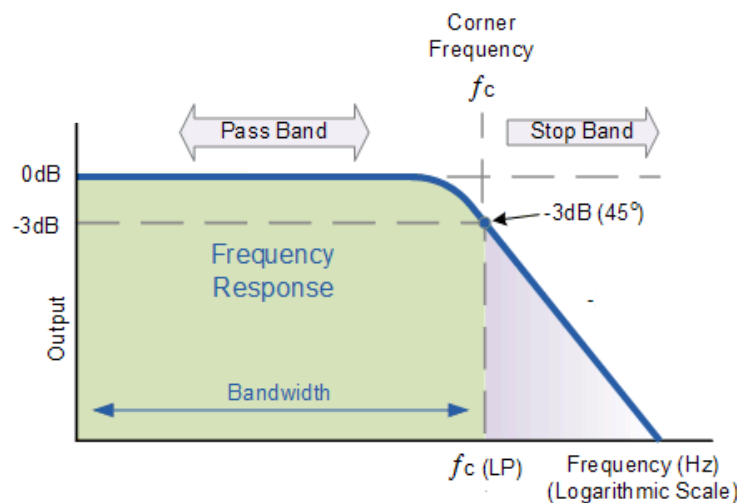 Corner
Frequency
fc
Pass Band
Stop Band
0dB
-3dB
-3dB (45°)
Frequency
Response
Output
Bandwidth
fc (LP)
Frequency (Hz)
(Logarithmic Scale)